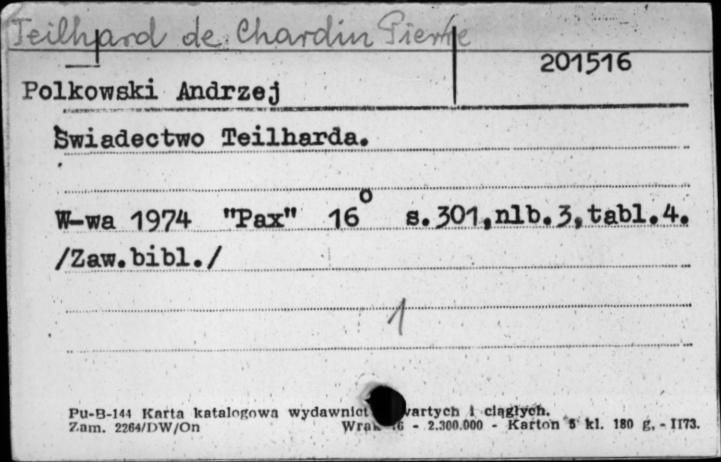 Teilhard de Chardin Pierre
201516
Polkowski Andrzej
Świadectwo Teilharda.
W-wa 1974 "Pax" 16° s.301,nlb.3,tabl.4.
/Zaw.bibl./
1
Pu-B-144 Karta katalogowa wydawnict wartych i ciągłych.
Zam. 2264/DW/On 6 - 2.300.000 - Karton 5 kl. 180 g. - II73.